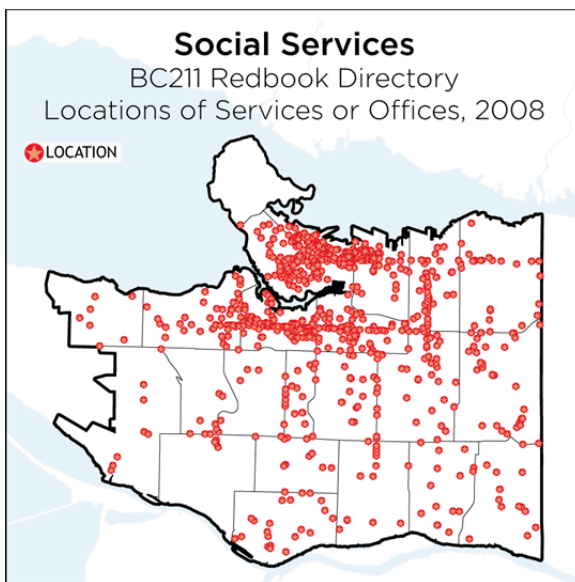 Social Services
BC211 Redbook Directory
Locations of Services or Offices, 2008
LOCATION